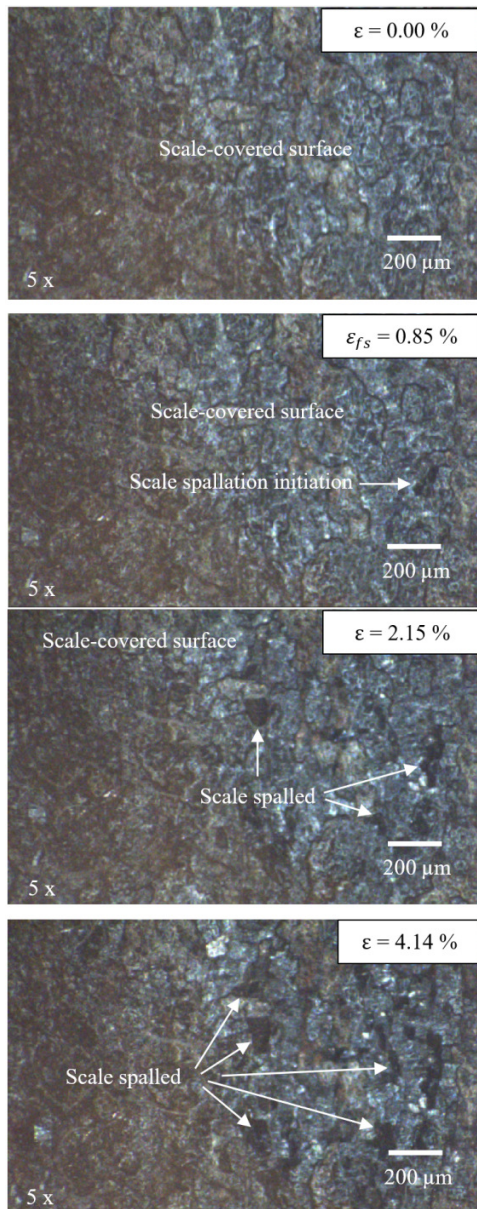 ε = 0.00 %
Scale-covered surface
200 µm
5 x
εfs = 0.85 %
Scale-covered surface
Scale spallation initiation
200 µm
5 x
Scale-covered surface
ε = 2.15 %
Scale spalled
200 µm
5 x
ε = 4.14 %
Scale spalled
200 µm
5 x